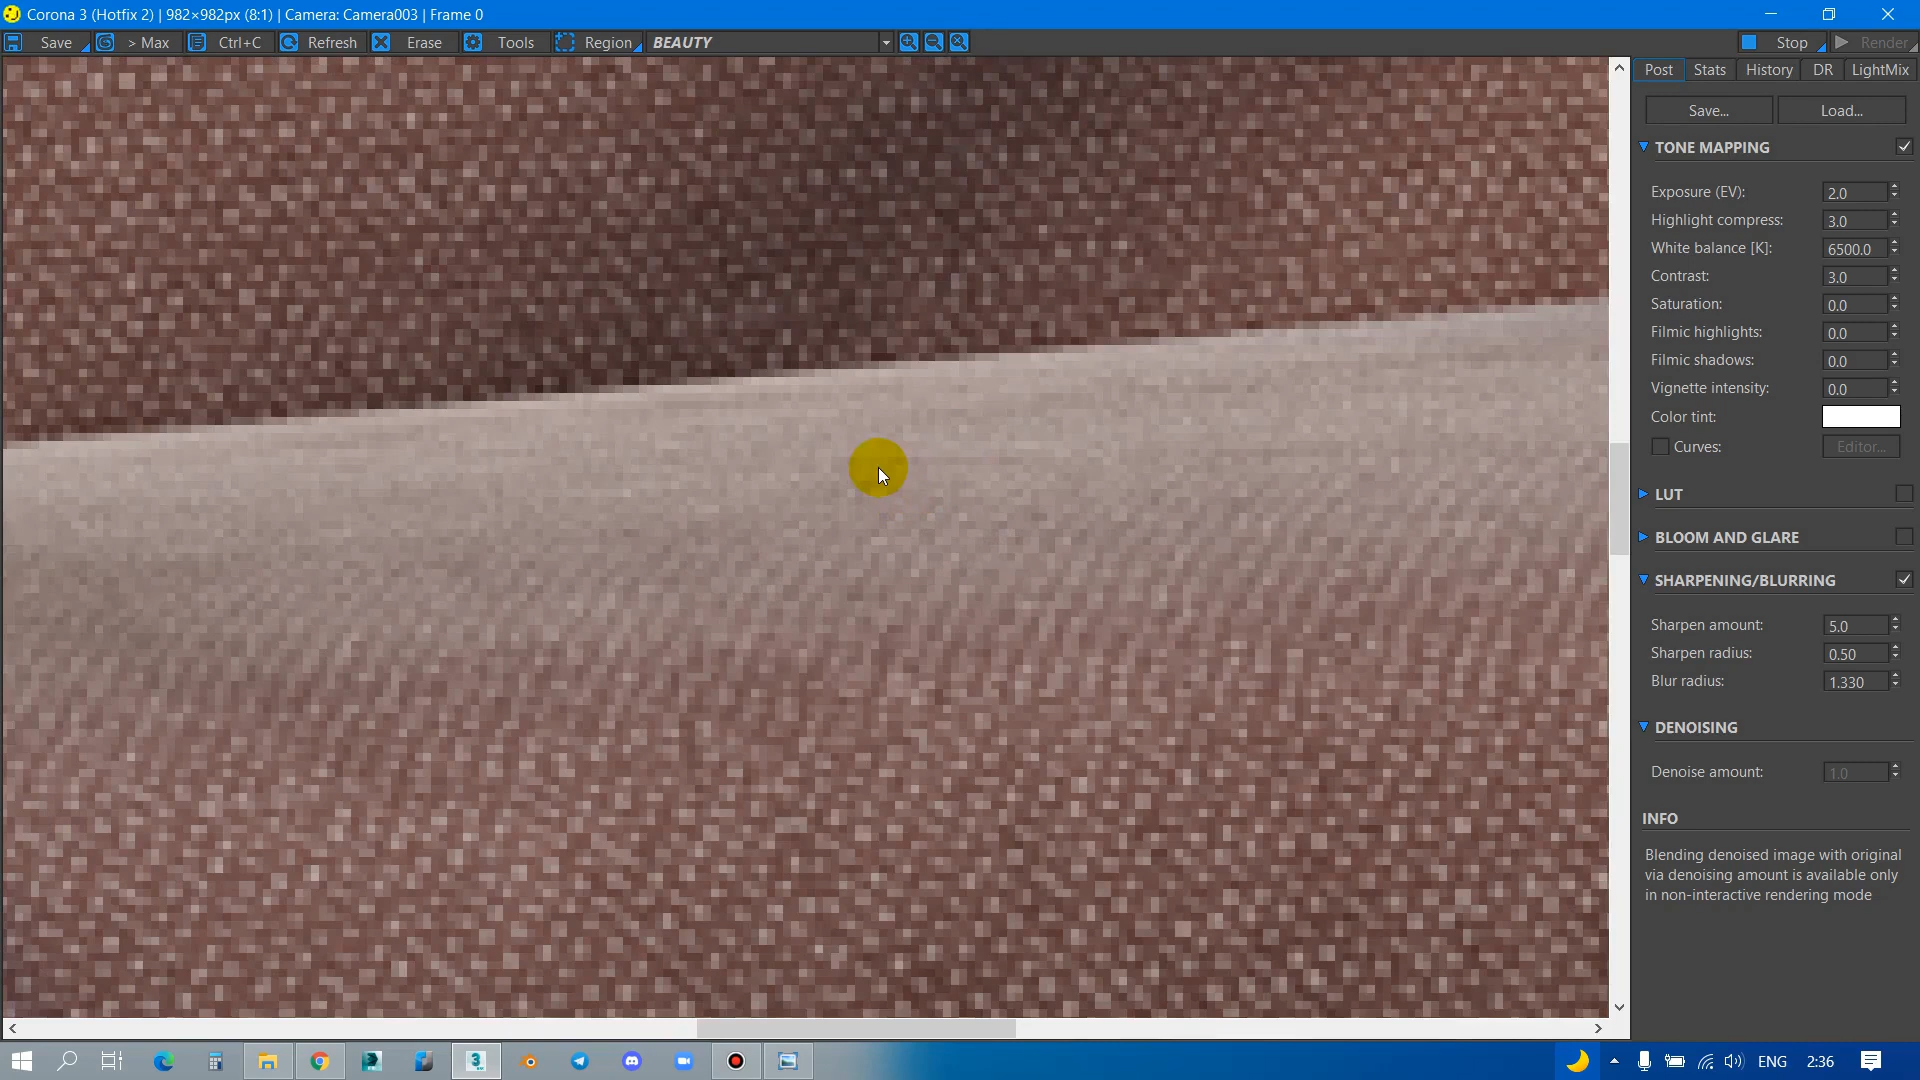 Corona 3 (Hotfix 2) | 982×982px (8:1) | Camera: Camera003 | Frame 0
Save > Max Ctrl+C Refresh Erase Tools Region BEAUTY Stop Render
Post Stats History DR LightMix
Save... Load...
TONE MAPPING
Exposure (EV): 2.0
Highlight compress: 3.0
White balance [K]: 6500.0
Contrast: 3.0
Saturation: 0.0
Filmic highlights: 0.0
Filmic shadows: 0.0
Vignette intensity: 0.0
Color tint:
Curves: Editor...
LUT
BLOOM AND GLARE
SHARPENING/BLURRING
Sharpen amount: 5.0
Sharpen radius: 0.50
Blur radius: 1.330
DENOISING
Denoise amount: 1.0
INFO
Blending denoised image with original
via denoising amount is available only
in non-interactive rendering mode
3 ENG 2:36